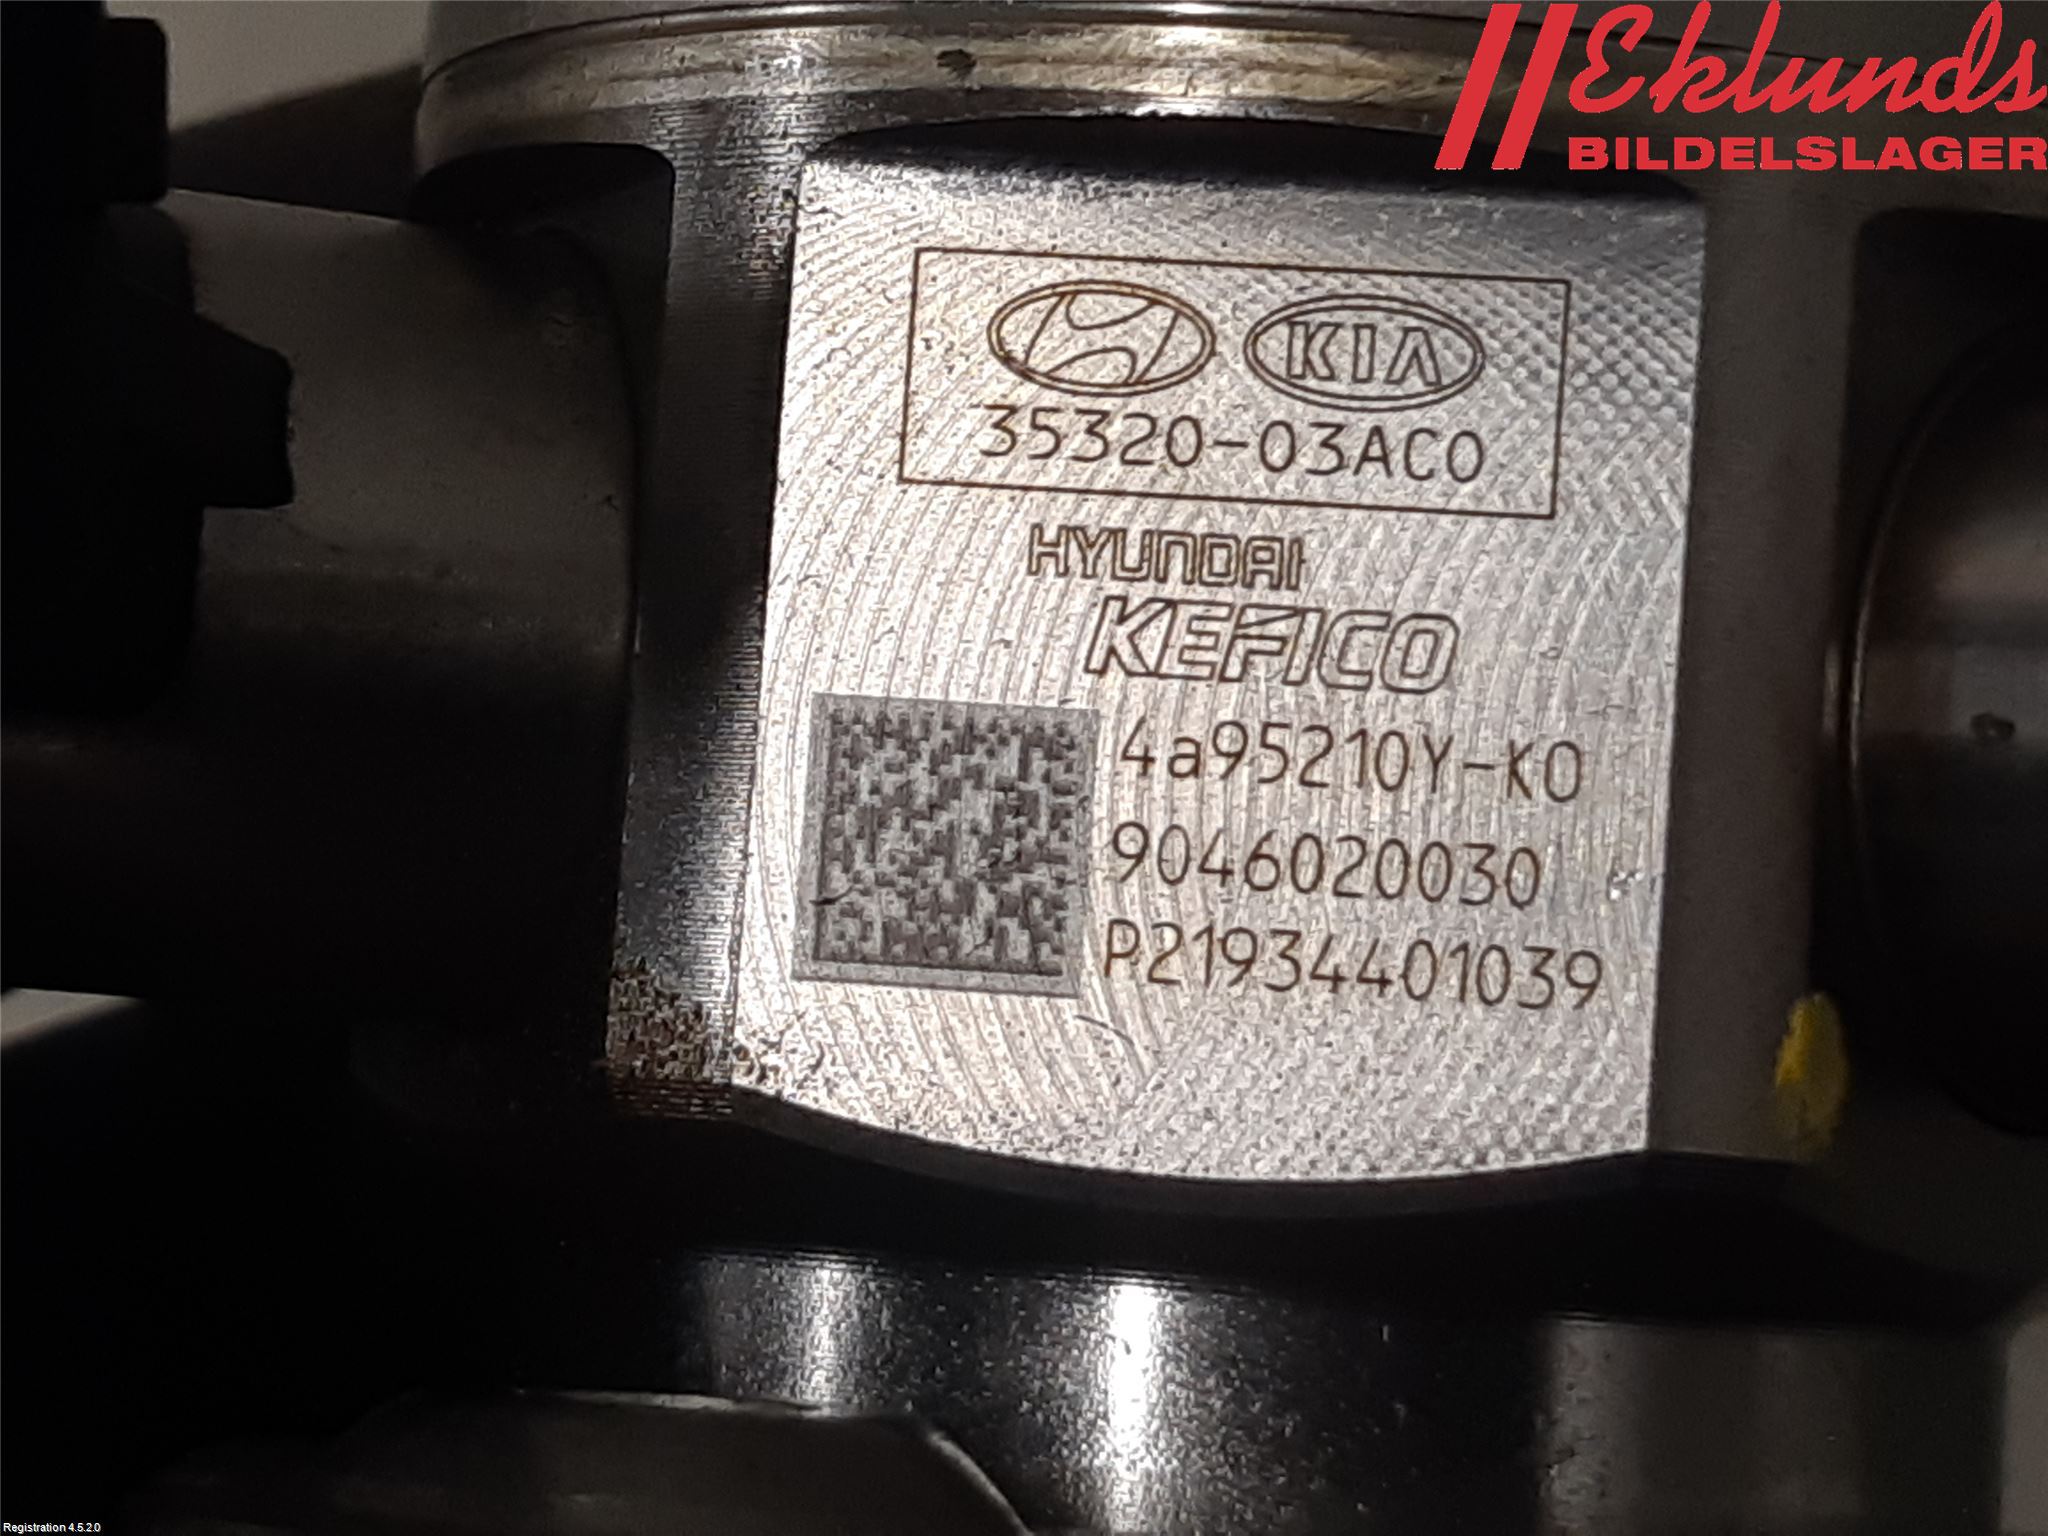 Eklunds
BILDELSLAGER
KIA
35320-03AC0
HYUNDAI
KEFICO
4a95210Y-K0
9046020030
P21934401039
Registration 4.5.2.0